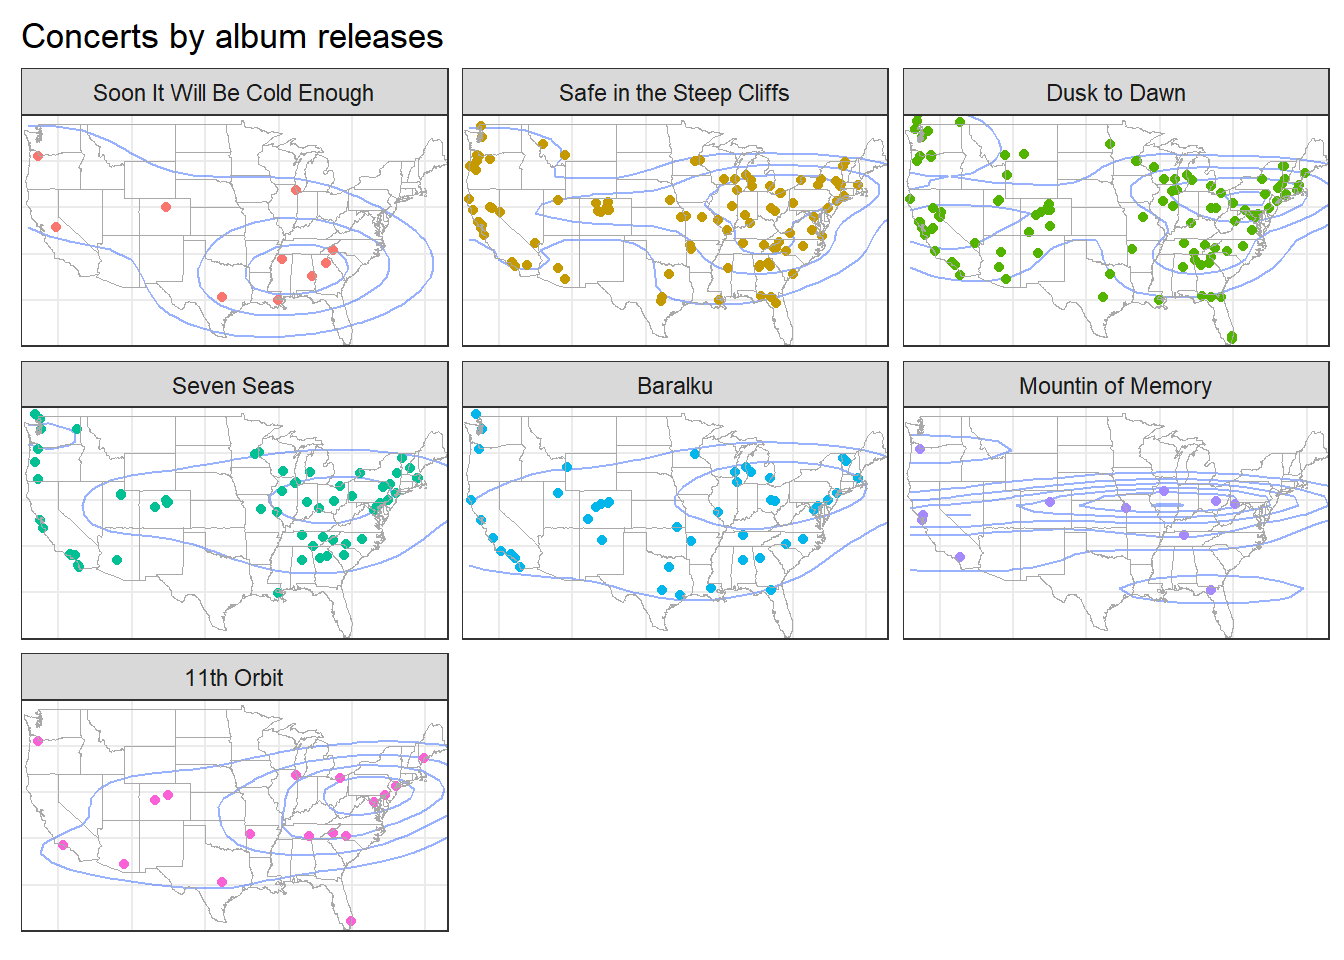 Concerts by album releases
Soon It Will Be Cold Enough
Safe in the Steep Cliffs
Dusk to Dawn
Seven Seas
Baralku
Mountin of Memory
11th Orbit